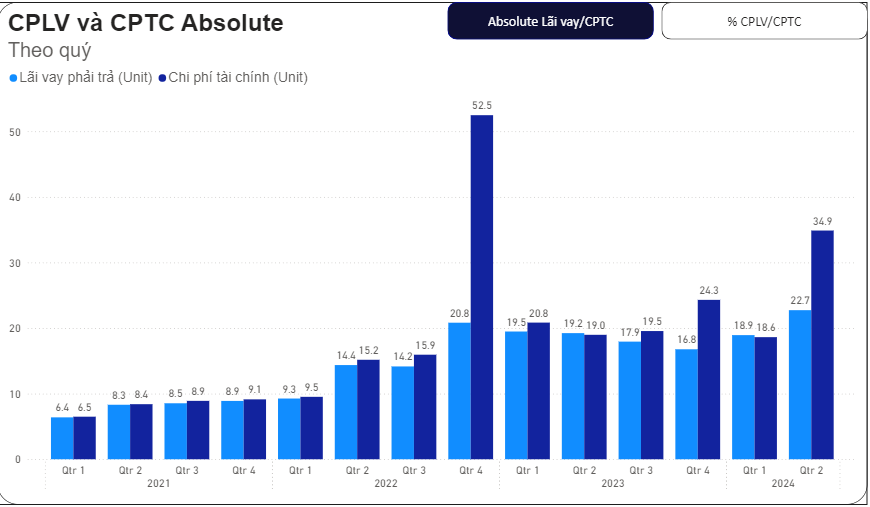 CPLV và CPTC Absolute
Absolute Lãi vay/CPTC
% CPLV/CPTC
Theo quý
Lãi vay phải trả (Unit) Chi phí tài chính (Unit)
50
40
30
20
10
0
6.4 6.5
8.3 8.4
8.5 8.9
8.9 9.1
9.3 9.5
14.4 15.2
14.2 15.9
20.8 52.5
19.5 20.8
19.2 19.0
17.9 19.5
16.8 24.3
18.9 18.6
22.7 34.9
Qtr 1 Qtr 2 Qtr 3 Qtr 4 Qtr 1 Qtr 2 Qtr 3 Qtr 4 Qtr 1 Qtr 2 Qtr 3 Qtr 4 Qtr 1 Qtr 2
2021 2022 2023 2024